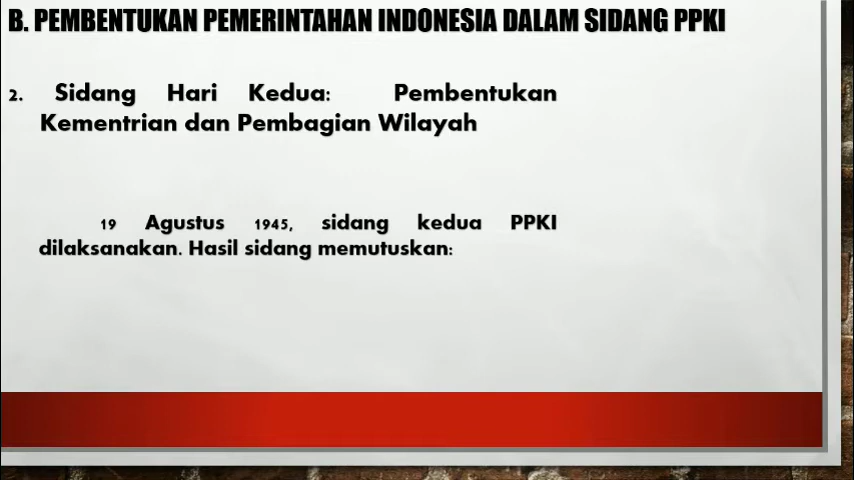 B. PEMBENTUKAN PEMERINTAHAN INDONESIA DALAM SIDANG PPKI
2. Sidang Hari Kedua: Pembentukan
Kementrian dan Pembagian Wilayah
19 Agustus 1945, sidang kedua PPKI
dilaksanakan. Hasil sidang memutuskan: